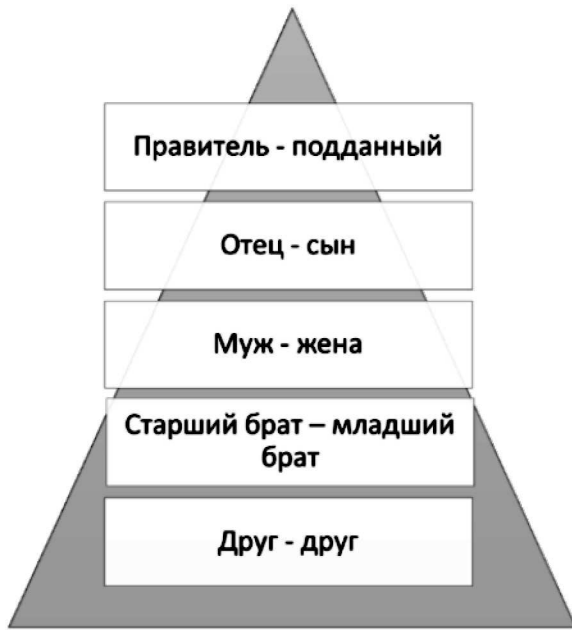 Правитель - подданный
Отец - сын
Муж - жена
Старший брат – младший
брат
Друг - друг